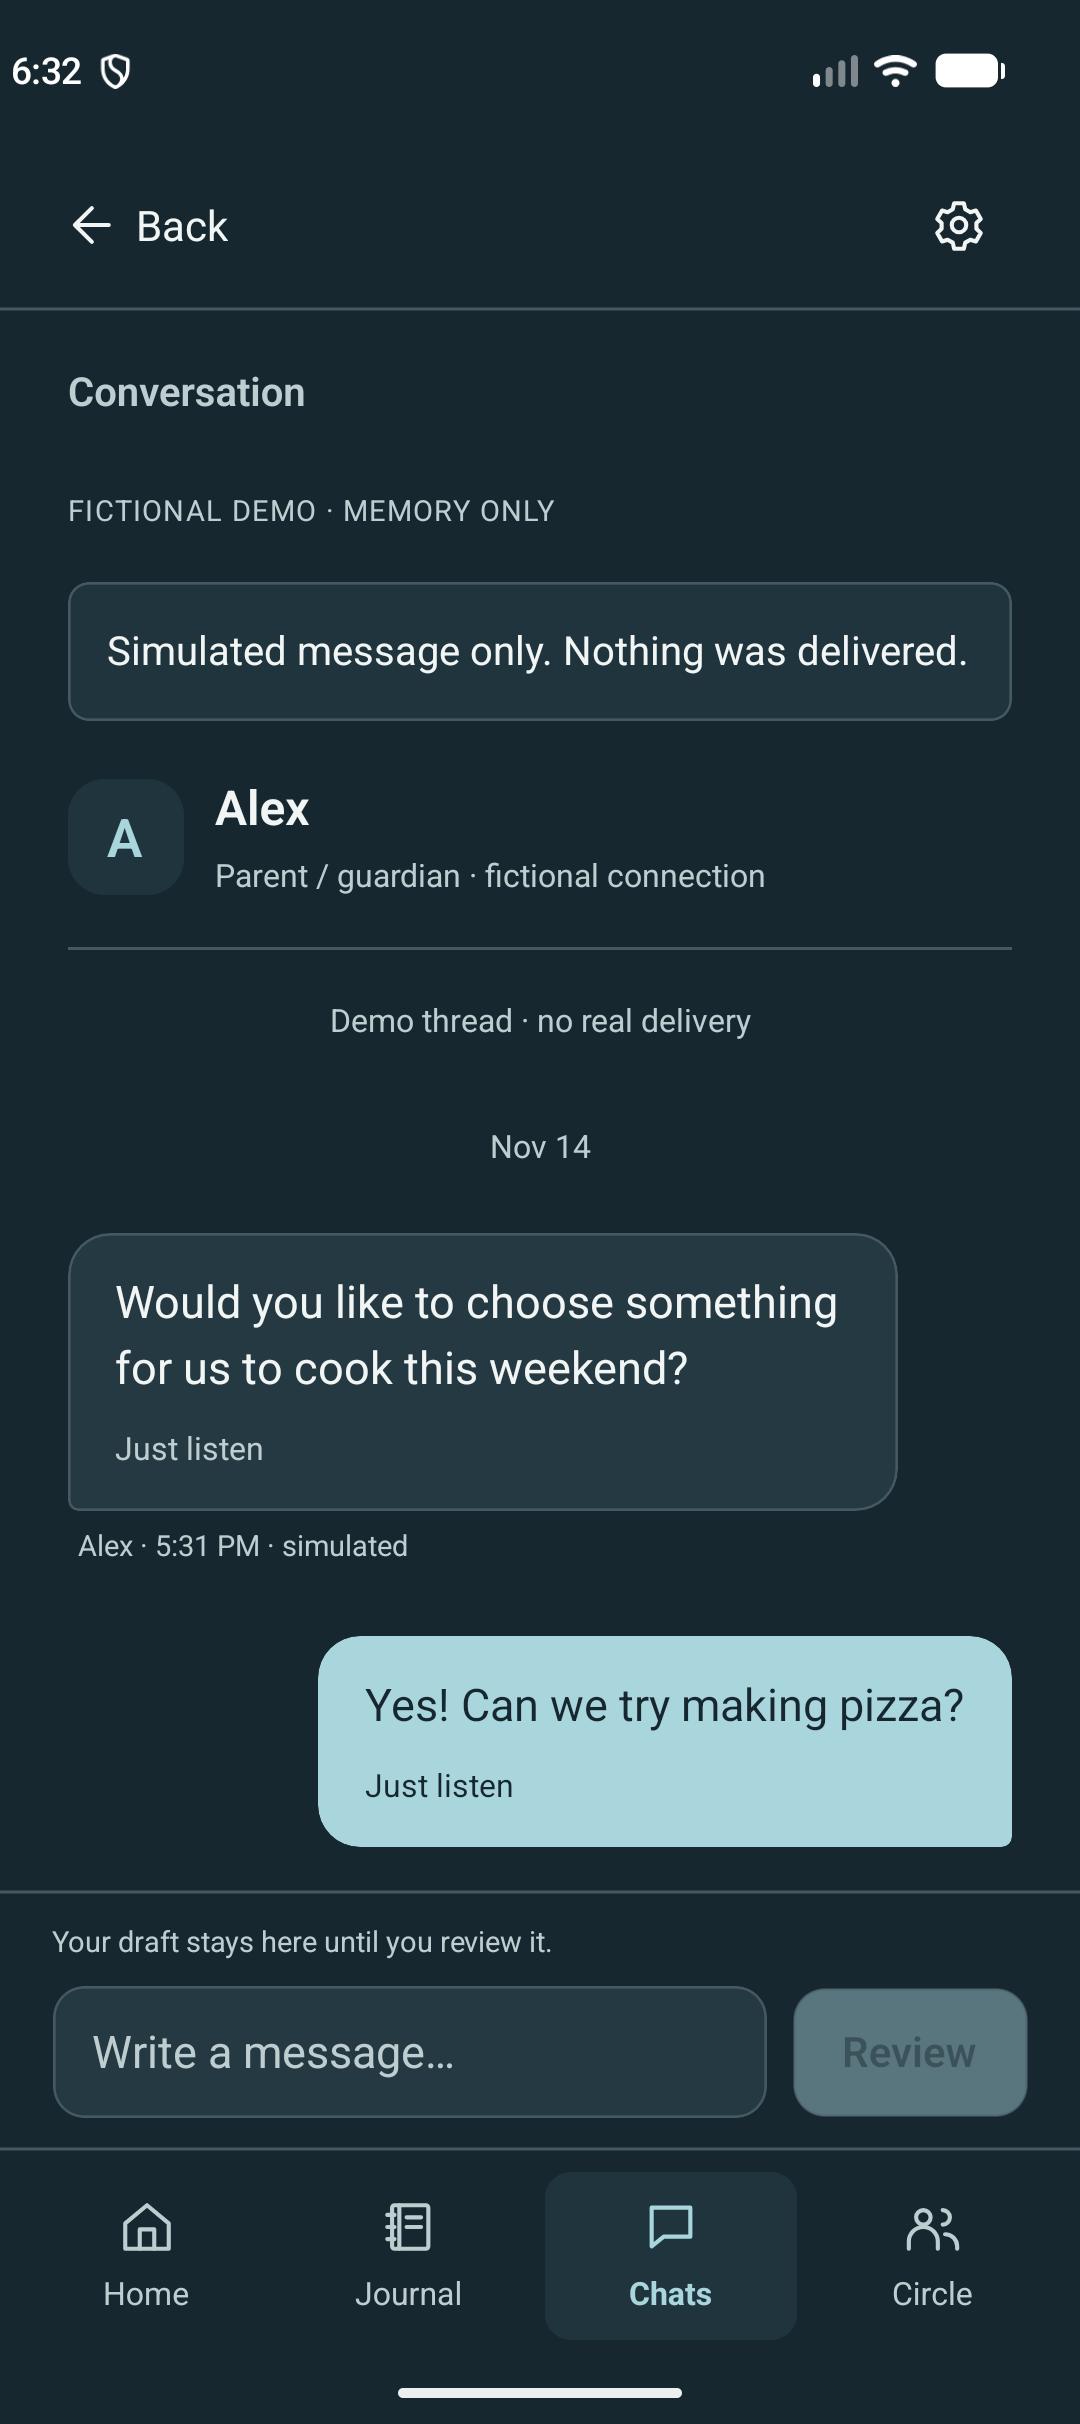 6:32
Back
Conversation
FICTIONAL DEMO · MEMORY ONLY
Simulated message only. Nothing was delivered.
A
Alex
Parent / guardian · fictional connection
Demo thread · no real delivery
Nov 14
Would you like to choose something
for us to cook this weekend?
Just listen
Alex · 5:31 PM · simulated
Yes! Can we try making pizza?
Just listen
Your draft stays here until you review it.
Write a message…
Review
Home
Journal
Chats
Circle